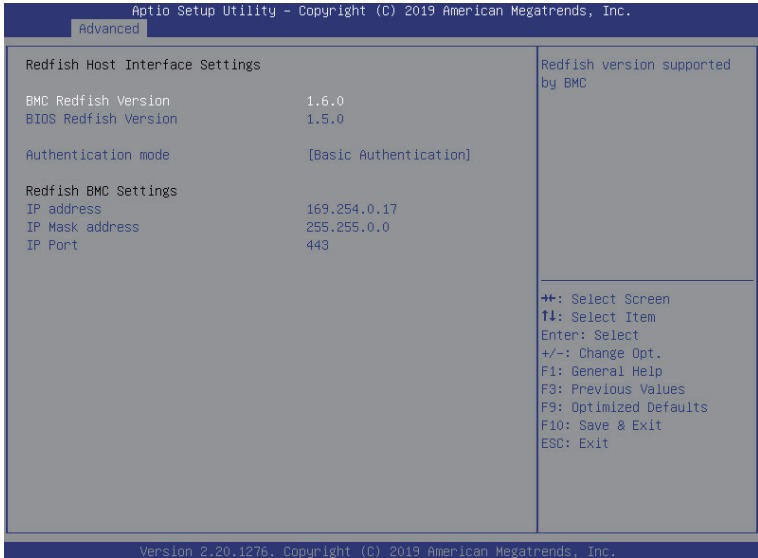 Aptio Setup Utility – Copyright (C) 2019 American Megatrends, Inc.
Advanced
Redfish Host Interface Settings
BMC Redfish Version 1.6.0
BIOS Redfish Version 1.5.0
Authentication mode [Basic Authentication]
Redfish BMC Settings
IP address 169.254.0.17
IP Mask address 255.255.0.0
IP Port 443
Redfish version supported
by BMC
→←: Select Screen
↑↓: Select Item
Enter: Select
+/-: Change Opt.
F1: General Help
F3: Previous Values
F9: Optimized Defaults
F10: Save & Exit
ESC: Exit
Version 2.20.1276. Copyright (C) 2019 American Megatrends, Inc.